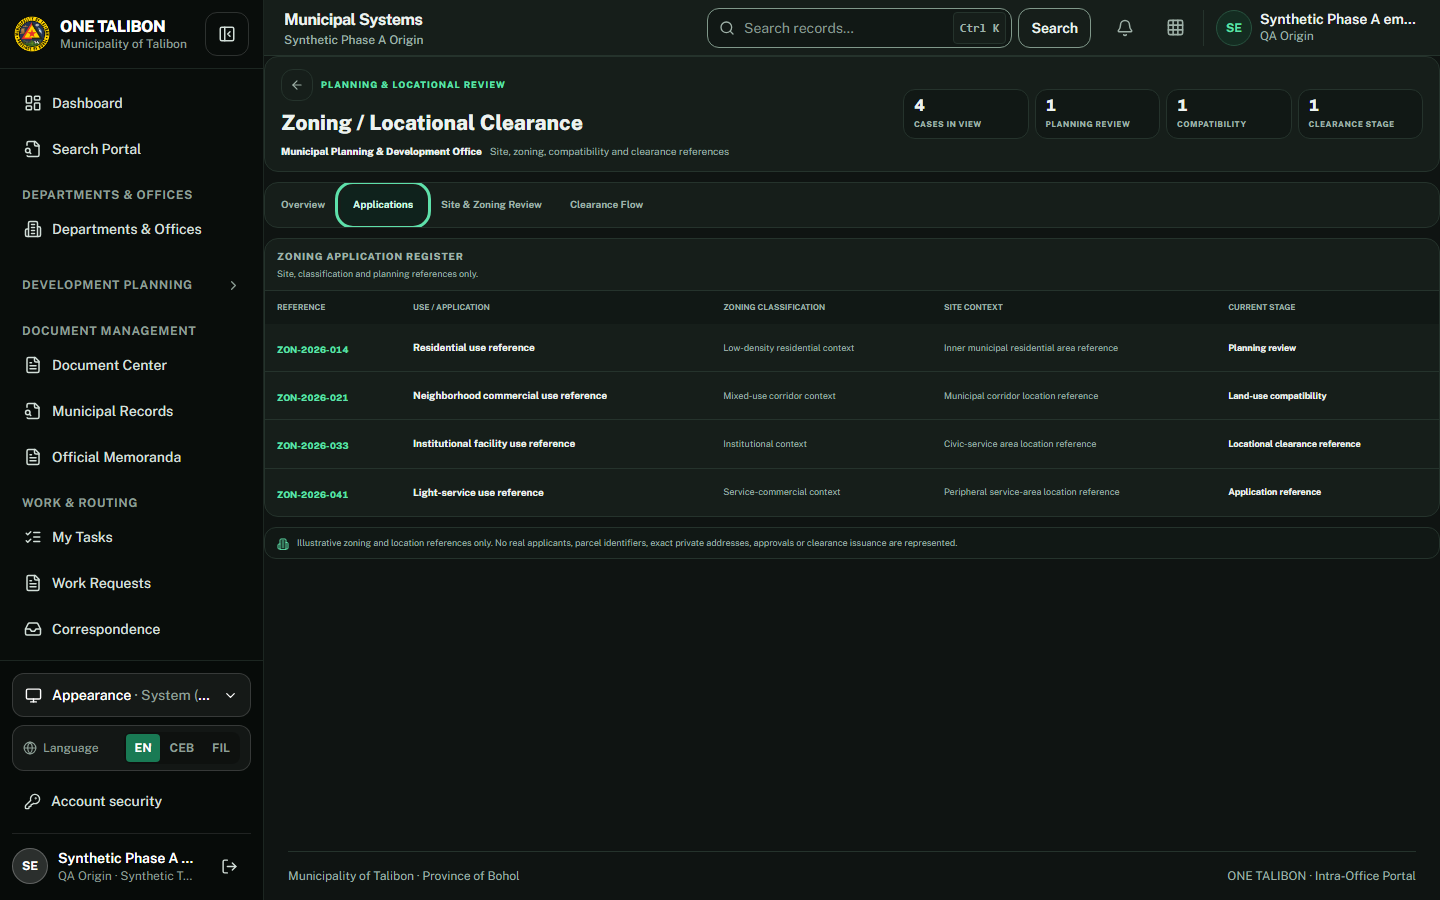 ONE TALIBON
Municipality of Talibon
Dashboard
Search Portal
DEPARTMENTS & OFFICES
Departments & Offices
DEVELOPMENT PLANNING
DOCUMENT MANAGEMENT
Document Center
Municipal Records
Official Memoranda
WORK & ROUTING
My Tasks
Work Requests
Correspondence
Appearance · System (...
Language EN CEB FIL
Account security
SE Synthetic Phase A ...
QA Origin · Synthetic T...
Municipal Systems
Synthetic Phase A Origin
Search records... Ctrl K Search
SE Synthetic Phase A em...
QA Origin
PLANNING & LOCATIONAL REVIEW
Zoning / Locational Clearance
Municipal Planning & Development Office Site, zoning, compatibility and clearance references
4 CASES IN VIEW
1 PLANNING REVIEW
1 COMPATIBILITY
1 CLEARANCE STAGE
Overview Applications Site & Zoning Review Clearance Flow
ZONING APPLICATION REGISTER
Site, classification and planning references only.
REFERENCE USE / APPLICATION ZONING CLASSIFICATION SITE CONTEXT CURRENT STAGE
ZON-2026-014 Residential use reference Low-density residential context Inner municipal residential area reference Planning review
ZON-2026-021 Neighborhood commercial use reference Mixed-use corridor context Municipal corridor location reference Land-use compatibility
ZON-2026-033 Institutional facility use reference Institutional context Civic-service area location reference Locational clearance reference
ZON-2026-041 Light-service use reference Service-commercial context Peripheral service-area location reference Application reference
Illustrative zoning and location references only. No real applicants, parcel identifiers, exact private addresses, approvals or clearance issuance are represented.
Municipality of Talibon · Province of Bohol
ONE TALIBON · Intra-Office Portal